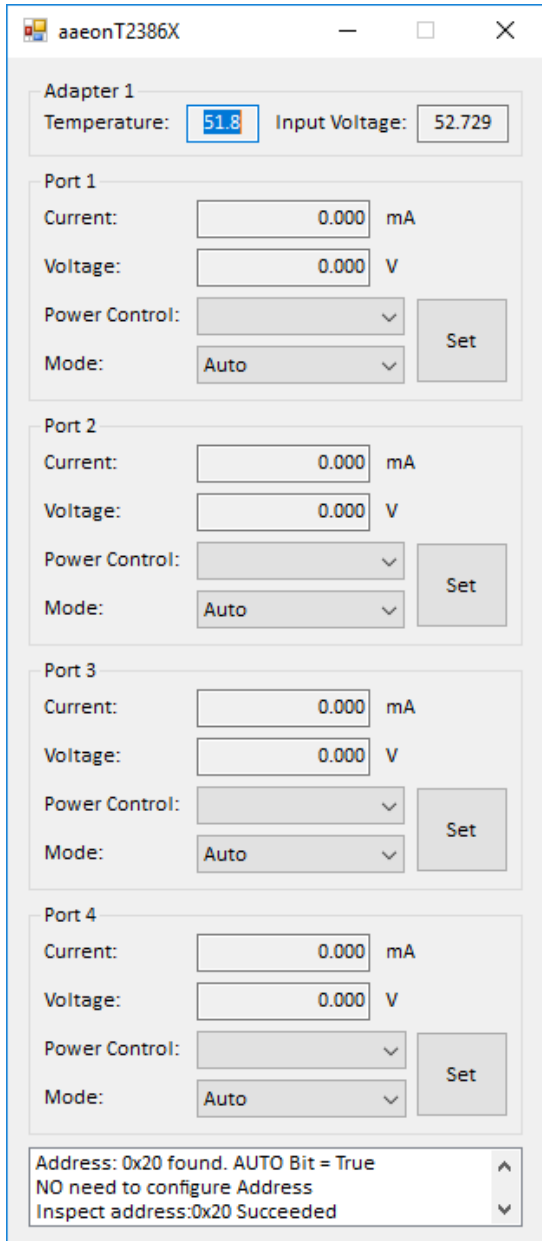 aaeonT2386X
Adapter 1
Temperature: 51.8 Input Voltage: 52.729
Port 1
Current: 0.000 mA
Voltage: 0.000 V
Power Control:
Set
Mode: Auto
Port 2
Current: 0.000 mA
Voltage: 0.000 V
Power Control:
Set
Mode: Auto
Port 3
Current: 0.000 mA
Voltage: 0.000 V
Power Control:
Set
Mode: Auto
Port 4
Current: 0.000 mA
Voltage: 0.000 V
Power Control:
Set
Mode: Auto
Address: 0x20 found. AUTO Bit = True
NO need to configure Address
Inspect address:0x20 Succeeded